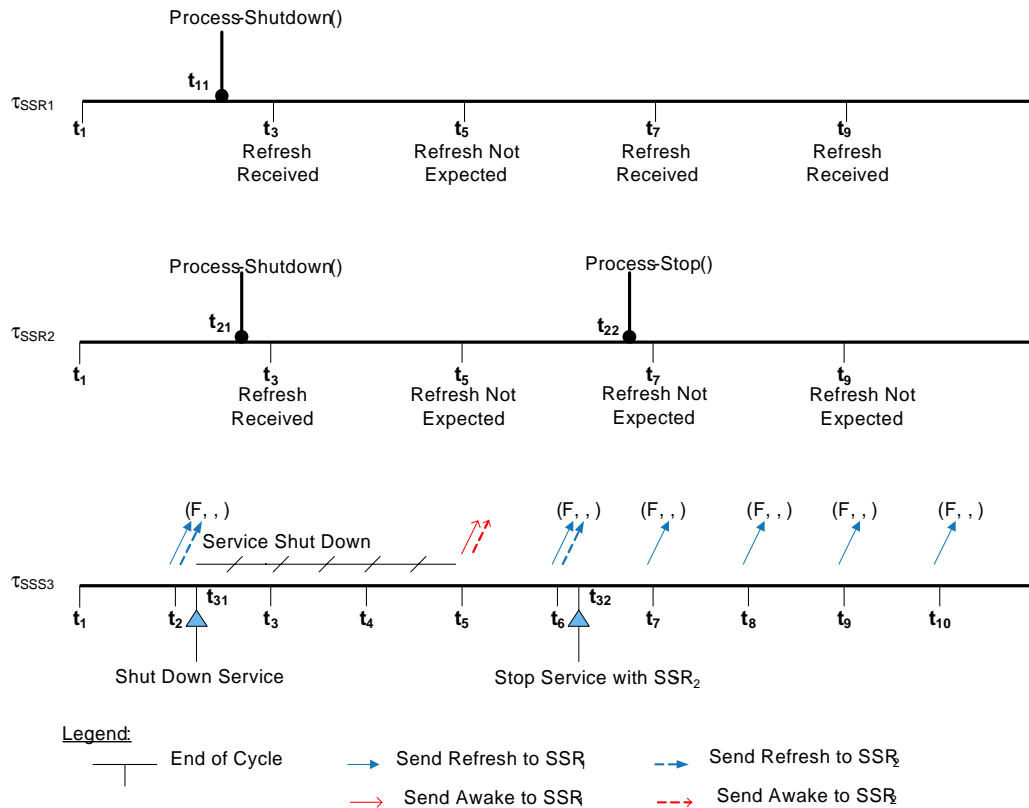 Process-Shutdown()
t11
τSSR1
t1
t3
t5
t7
t9
Refresh Received
Refresh Not Expected
Refresh Received
Refresh Received
Process-Shutdown()
Process-Stop()
t21
t22
τSSR2
t1
t3
t5
t7
t9
Refresh Received
Refresh Not Expected
Refresh Not Expected
Refresh Not Expected
(F, , )
(F, , )
(F, , )
(F, , )
(F, , )
(F, , )
Service Shut Down
τSSS3
t1
t2
t31
t3
t4
t5
t6
t32
t7
t8
t9
t10
Shut Down Service
Stop Service with SSR2
Legend:
End of Cycle
Send Refresh to SSR1
Send Refresh to SSR2
Send Awake to SSR1
Send Awake to SSR2